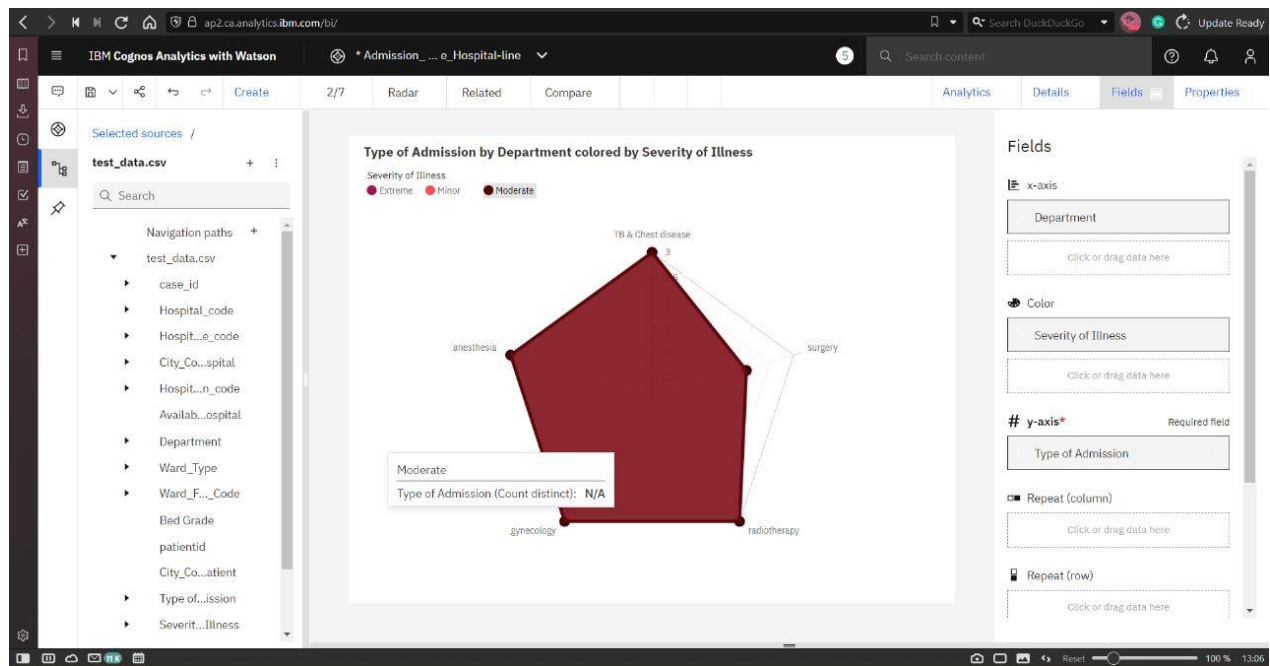 ap2.ca.analytics.ibm.com/bi/
Search DuckDuckGo
Update Ready
IBM Cognos Analytics with Watson
* Admission_ ... e_Hospital-line
5
Search content
Create
2/7
Radar
Related
Compare
Analytics
Details
Fields
Properties
Selected sources /
test_data.csv
Search
Navigation paths +
test_data.csv
case_id
Hospital_code
Hospit...e_code
City_Co...spital
Hospit...n_code
Availab...ospital
Department
Ward_Type
Ward_F..._Code
Bed Grade
patientid
City_Co...atient
Type of...ission
Severit...Illness
Type of Admission by Department colored by Severity of Illness
Severity of Illness
Extreme Minor Moderate
TB & Chest disease
3
anesthesia
surgery
Moderate
Type of Admission (Count distinct): N/A
gynecology
radiotherapy
Fields
x-axis
Department
Click or drag data here
Color
Severity of Illness
Click or drag data here
# y-axis* Required field
Type of Admission
Repeat (column)
Click or drag data here
Repeat (row)
Click or drag data here
11 K
Reset
100 %
13:06